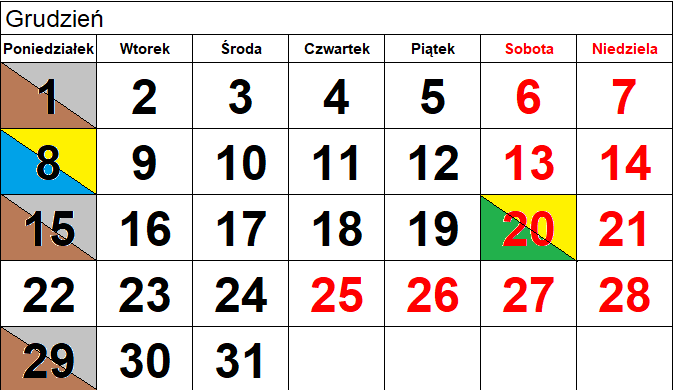 Grudzień
Poniedziałek Wtorek Środa Czwartek Piątek Sobota Niedziela
1 2 3 4 5 6 7
8 9 10 11 12 13 14
15 16 17 18 19 20 21
22 23 24 25 26 27 28
29 30 31